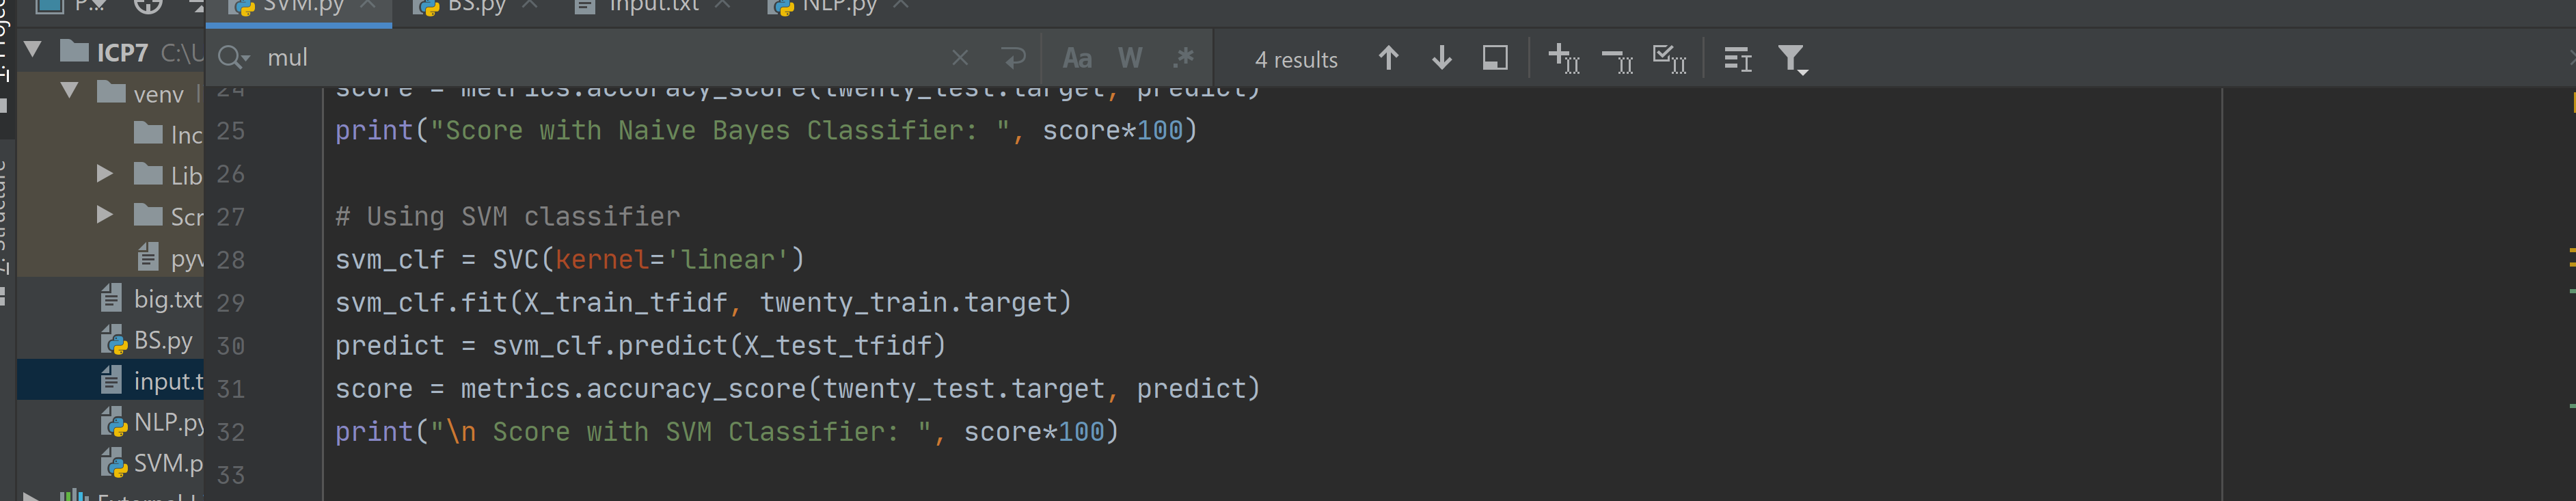 P...
SVM.py
BS.py
input.txt
NLP.py
1: Project
ICP7 C:\U
mul
Aa W .*
4 results
venv
Inc
Lib
Scr
pyv
big.txt
BS.py
input.t
NLP.py
SVM.p
External L
Structure
24 score = metrics.accuracy_score(twenty_test.target, predict)
25 print("Score with Naive Bayes Classifier: ", score*100)
26
27 # Using SVM classifier
28 svm_clf = SVC(kernel='linear')
29 svm_clf.fit(X_train_tfidf, twenty_train.target)
30 predict = svm_clf.predict(X_test_tfidf)
31 score = metrics.accuracy_score(twenty_test.target, predict)
32 print("\n Score with SVM Classifier: ", score*100)
33